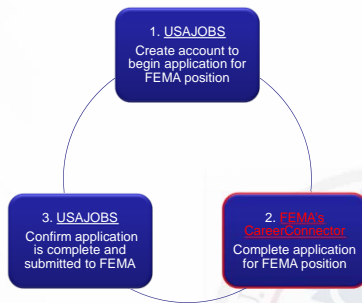 1. USAJOBS
Create account to
begin application for
FEMA position
2. FEMA's
CareerConnector
Complete application
for FEMA position
3. USAJOBS
Confirm application
is complete and
submitted to FEMA